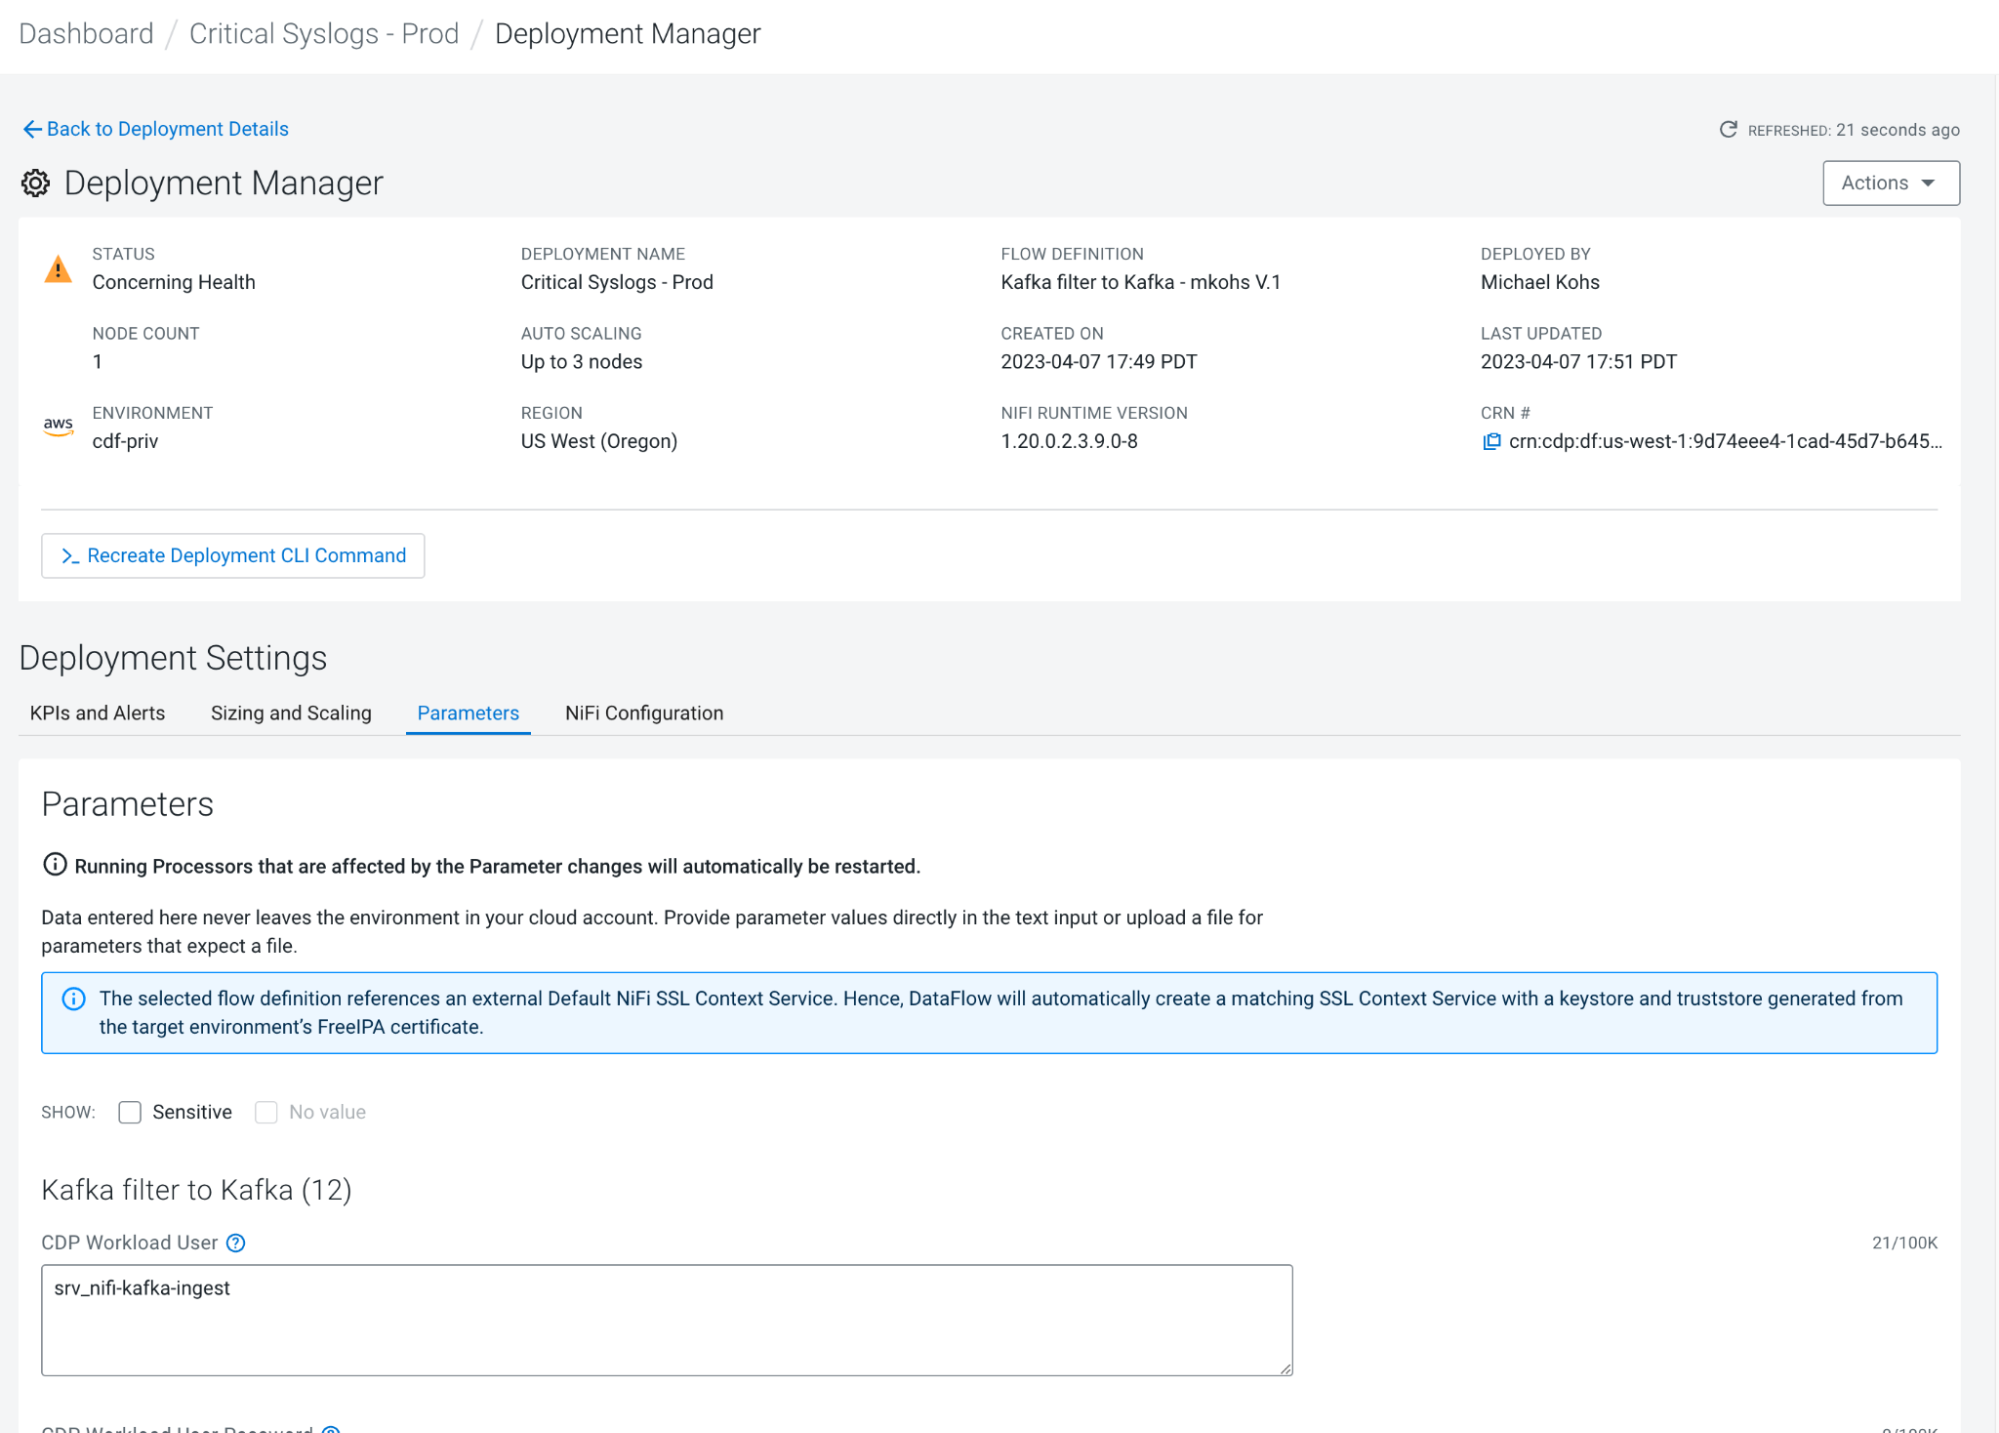 Dashboard / Critical Syslogs - Prod / Deployment Manager
Back to Deployment Details
REFRESHED: 21 seconds ago
Deployment Manager
Actions
STATUS
Concerning Health
DEPLOYMENT NAME
Critical Syslogs - Prod
FLOW DEFINITION
Kafka filter to Kafka - mkohs V.1
DEPLOYED BY
Michael Kohs
NODE COUNT
1
AUTO SCALING
Up to 3 nodes
CREATED ON
2023-04-07 17:49 PDT
LAST UPDATED
2023-04-07 17:51 PDT
aws
ENVIRONMENT
cdf-priv
REGION
US West (Oregon)
NIFI RUNTIME VERSION
1.20.0.2.3.9.0-8
CRN #
crn:cdp:df:us-west-1:9d74eee4-1cad-45d7-b645...
>_ Recreate Deployment CLI Command
Deployment Settings
KPIs and Alerts
Sizing and Scaling
Parameters
NiFi Configuration
Parameters
Running Processors that are affected by the Parameter changes will automatically be restarted.
Data entered here never leaves the environment in your cloud account. Provide parameter values directly in the text input or upload a file for
parameters that expect a file.
The selected flow definition references an external Default NiFi SSL Context Service. Hence, DataFlow will automatically create a matching SSL Context Service with a keystore and truststore generated from
the target environment's FreeIPA certificate.
SHOW: Sensitive No value
Kafka filter to Kafka (12)
CDP Workload User
21/100K
srv_nifi-kafka-ingest
CDP Workload User Password
0/100K